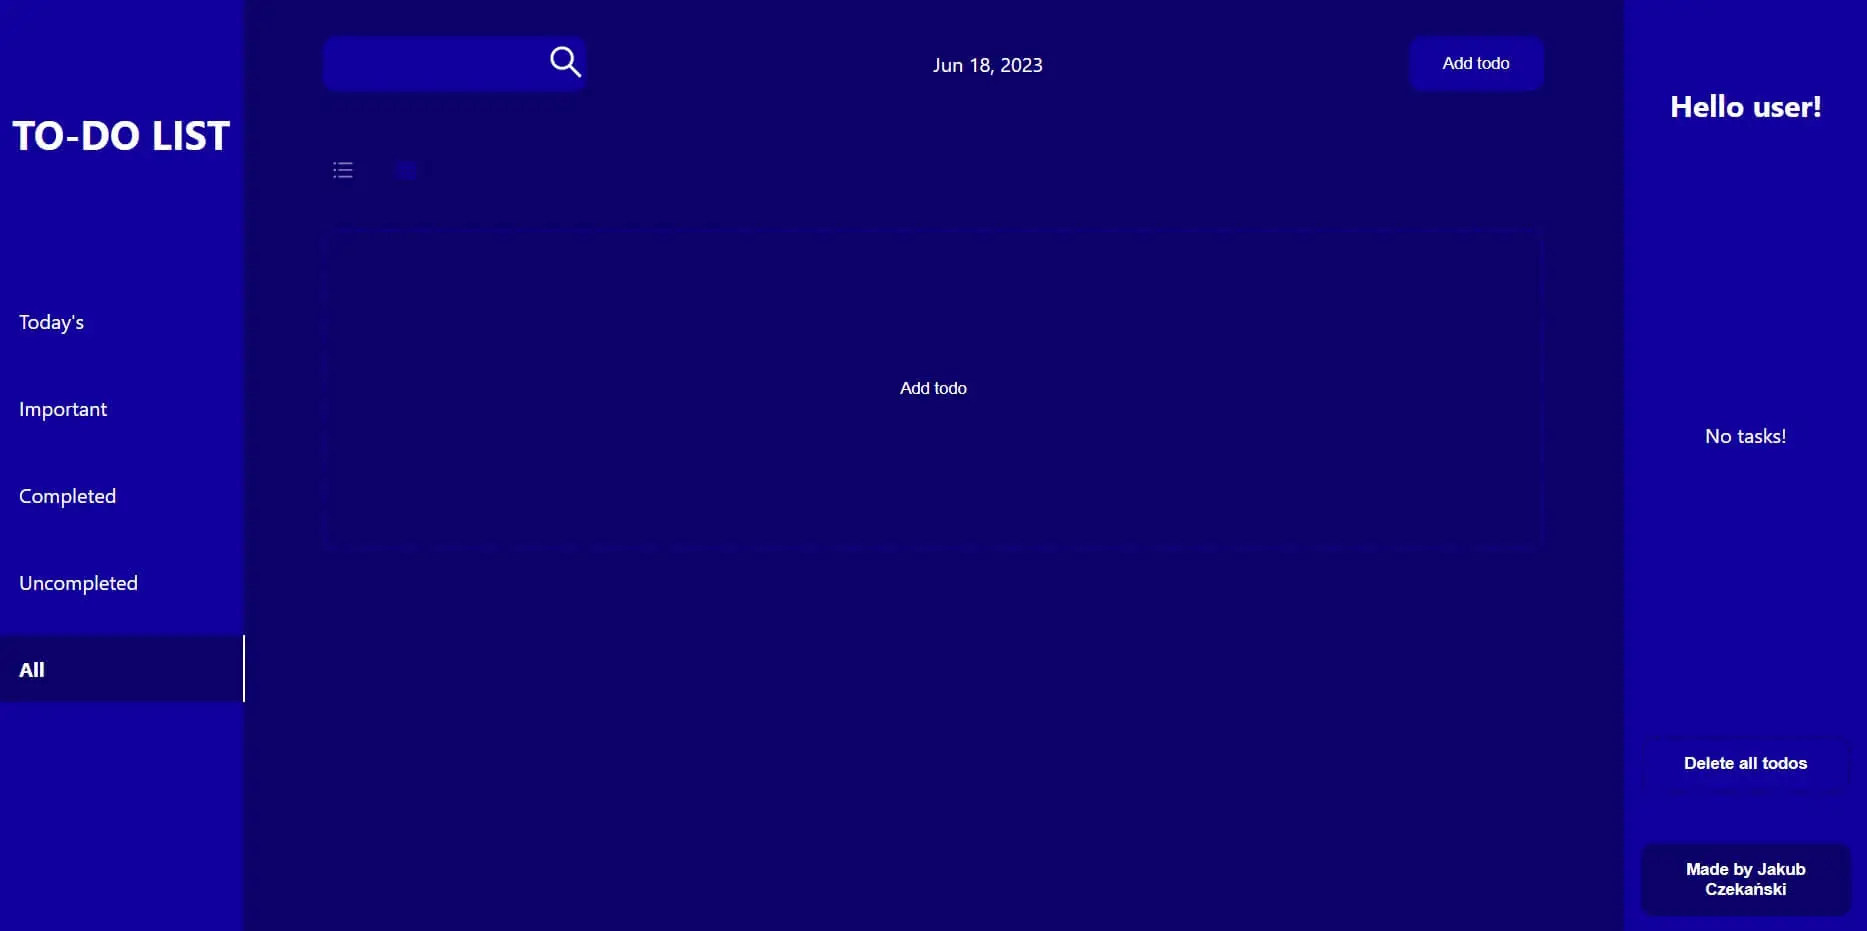 TO-DO LIST
Today's
Important
Completed
Uncompleted
All
Jun 18, 2023
Add todo
Add todo
Hello user!
No tasks!
Delete all todos
Made by Jakub
Czekański